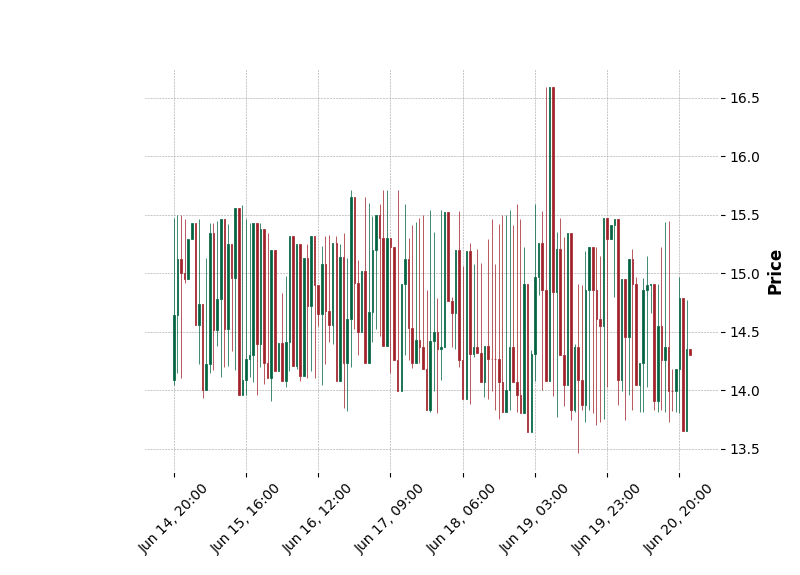 16.5
16.0
15.5
15.0
14.5
14.0
13.5
Price
Jun 14, 20:00
Jun 15, 16:00
Jun 16, 12:00
Jun 17, 09:00
Jun 18, 06:00
Jun 19, 03:00
Jun 19, 23:00
Jun 20, 20:00